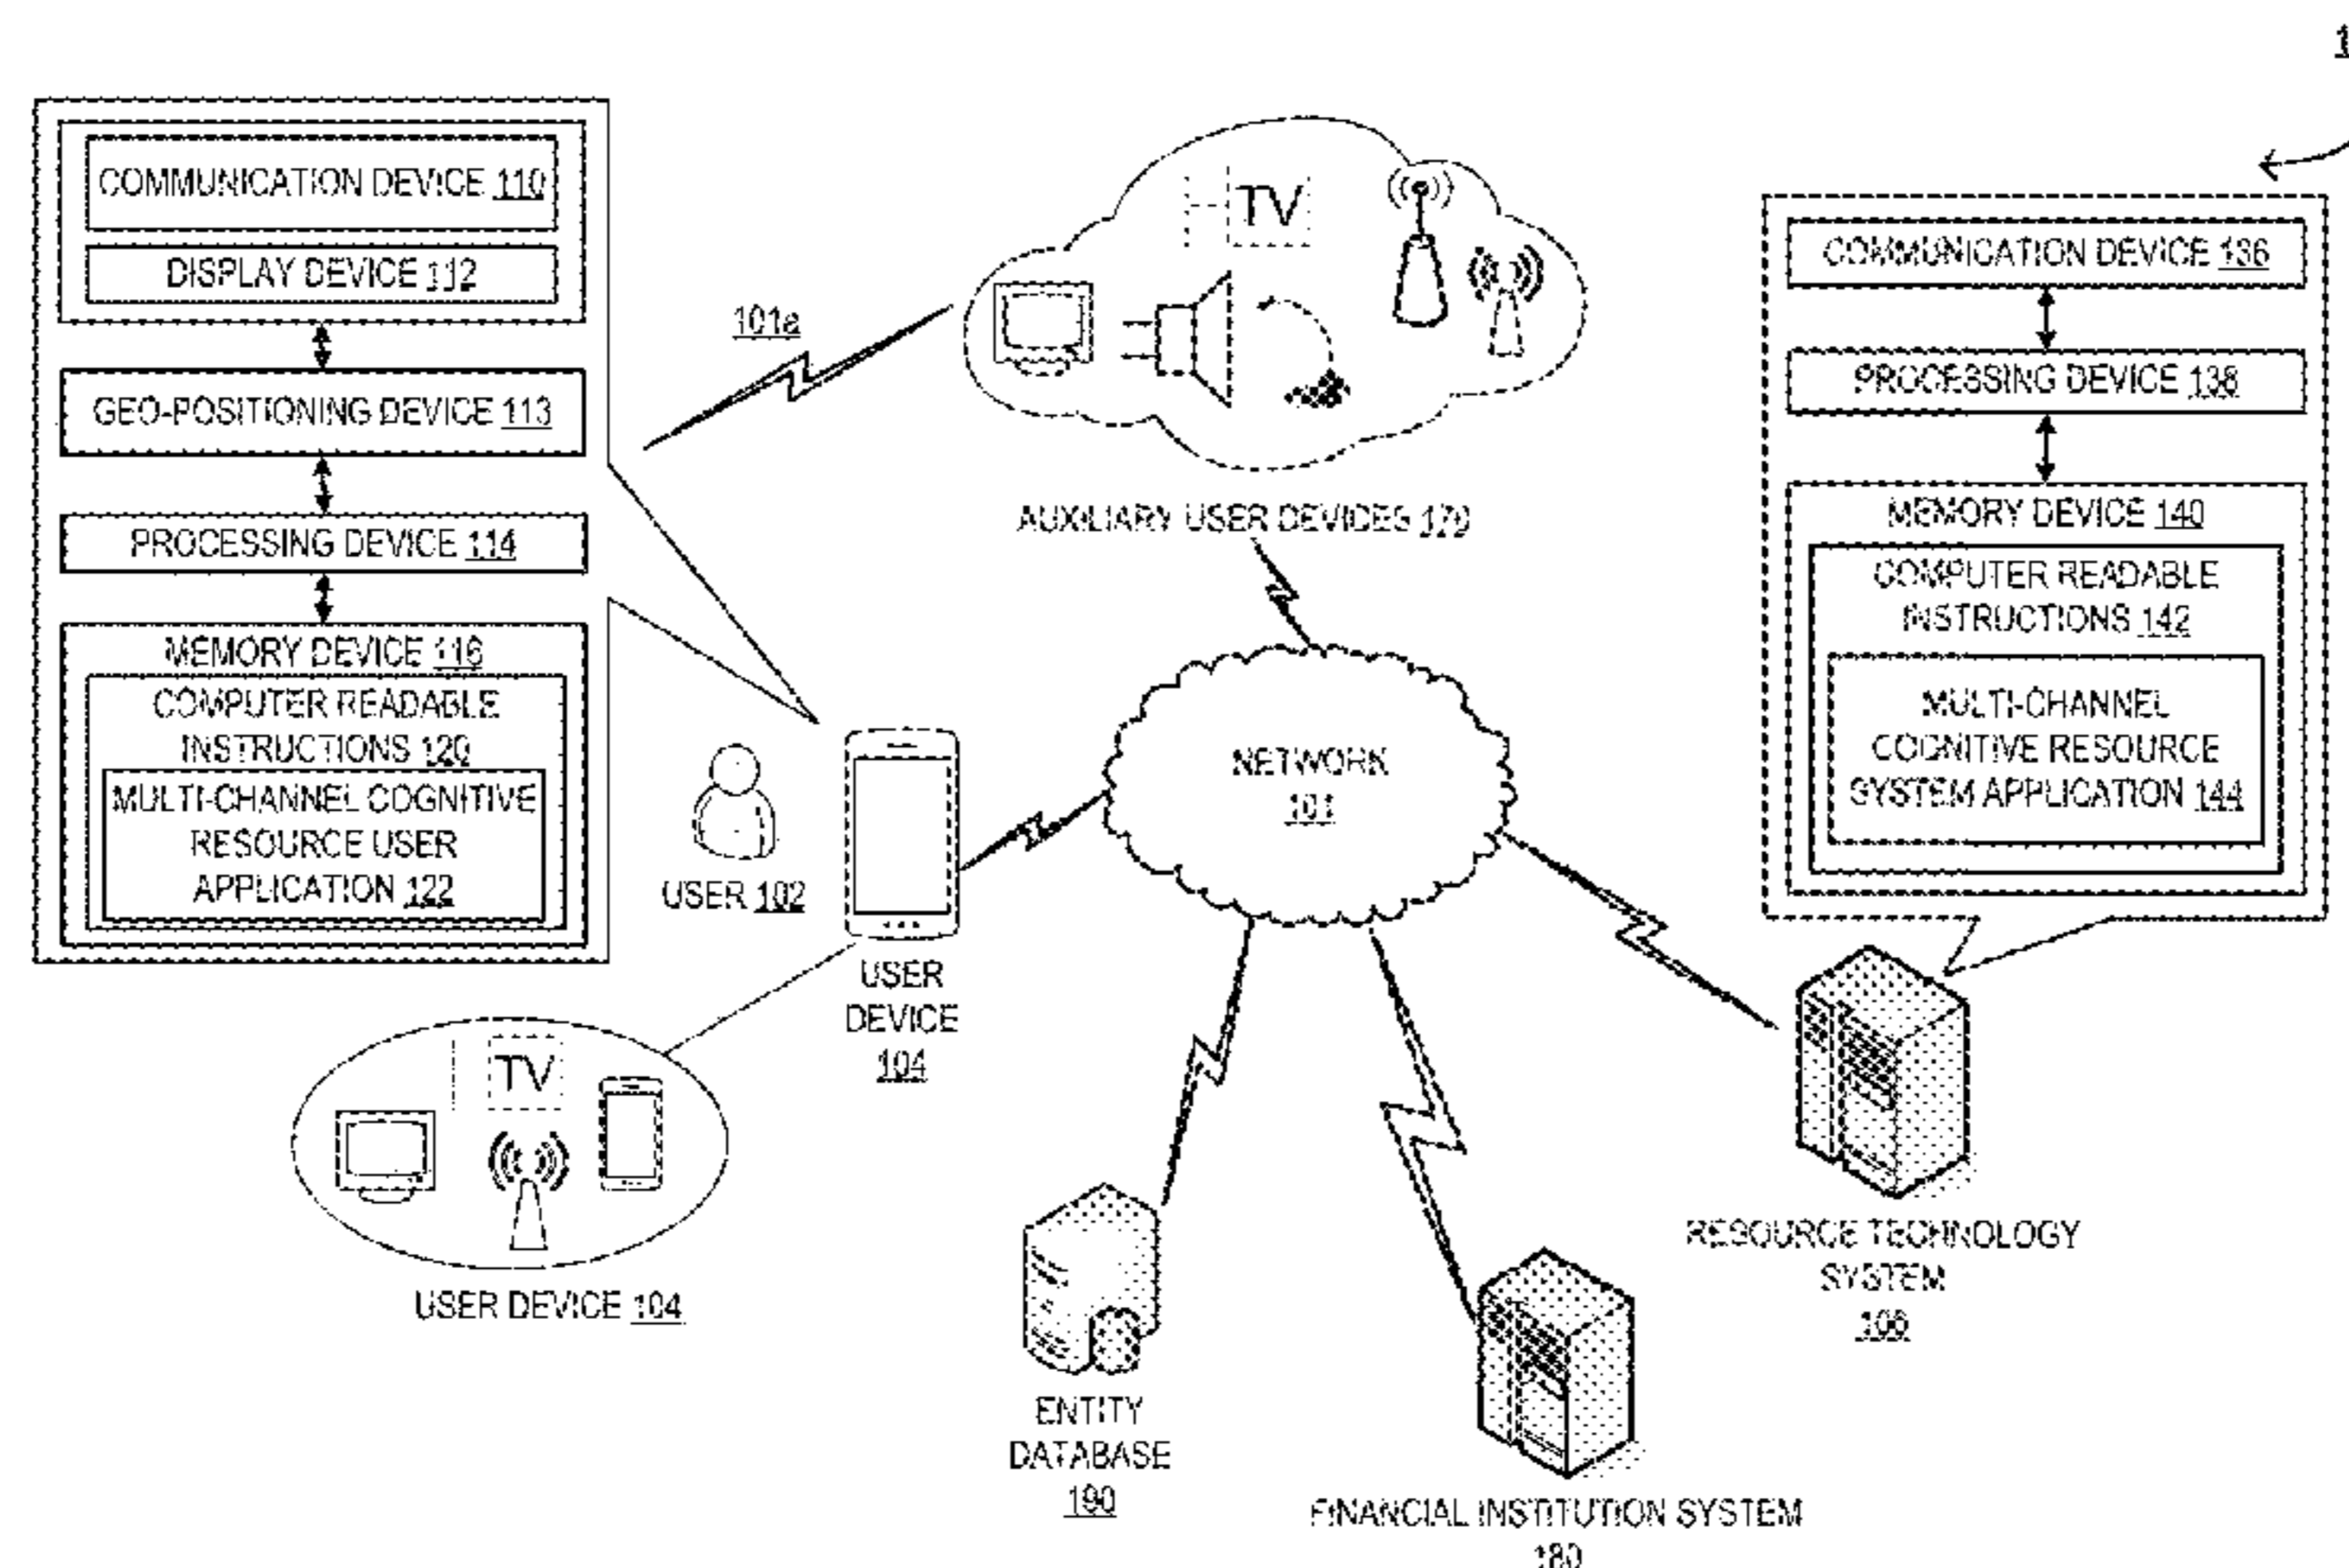 COMMUNICATION DEVICE 110
DISPLAY DEVICE 112
GEO-POSITIONING DEVICE 113
PROCESSING DEVICE 114
MEMORY DEVICE 116
COMPUTER READABLE
INSTRUCTIONS 120
MULTI-CHANNEL COGNITIVE
RESOURCE USER
APPLICATION 122
101a
TV
AUXILIARY USER DEVICES 170
COMMUNICATION DEVICE 136
PROCESSING DEVICE 138
MEMORY DEVICE 140
COMPUTER READABLE
INSTRUCTIONS 142
MULTI-CHANNEL
COGNITIVE RESOURCE
SYSTEM APPLICATION 144
NETWORK
101
USER 102
USER
DEVICE
104
TV
USER DEVICE 104
ENTITY
DATABASE
190
FINANCIAL INSTITUTION SYSTEM
180
RESOURCE TECHNOLOGY
SYSTEM
106